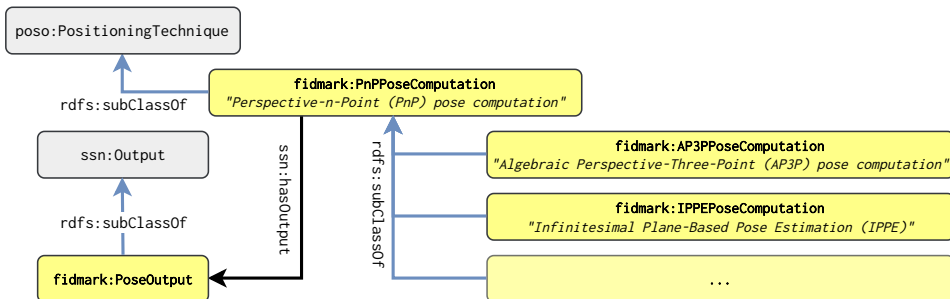 poso:PositioningTechnique
fidmark:PnPPoseComputation
"Perspective-n-Point (PnP) pose computation"
rdfs:subClassOf
ssn:Output
ssn:hasOutput
rdfs:subClassOf
fidmark:AP3PPoseComputation
"Algebraic Perspective-Three-Point (AP3P) pose computation"
rdfs:subClassOf
fidmark:IPPEPoseComputation
"Infinitesimal Plane-Based Pose Estimation (IPPE)"
fidmark:PoseOutput
...